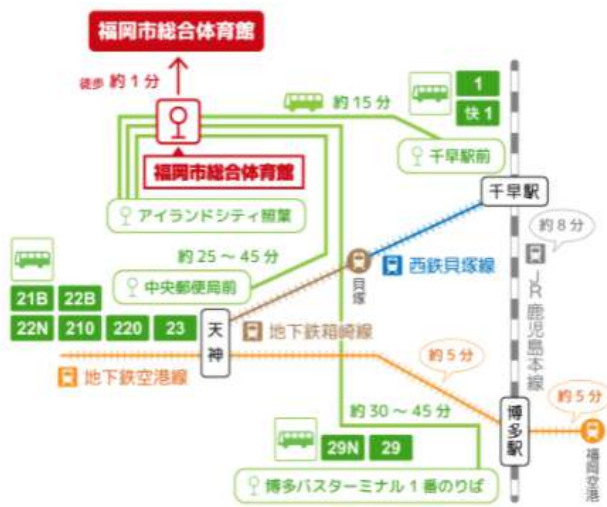 福岡市総合体育館
徒歩 約1分
約15分
1
快1
福岡市総合体育館
千早駅前
千早駅
アイランドシティ照葉
約8分
約25～45分
西鉄貝塚線
貝塚
JR鹿児島本線
中央郵便局前
21B 22B
22N 210 220 23
天神
地下鉄箱崎線
地下鉄空港線
約5分
約5分
約30～45分
博多駅
福岡空港
29N 29
博多バスターミナル1番のりば